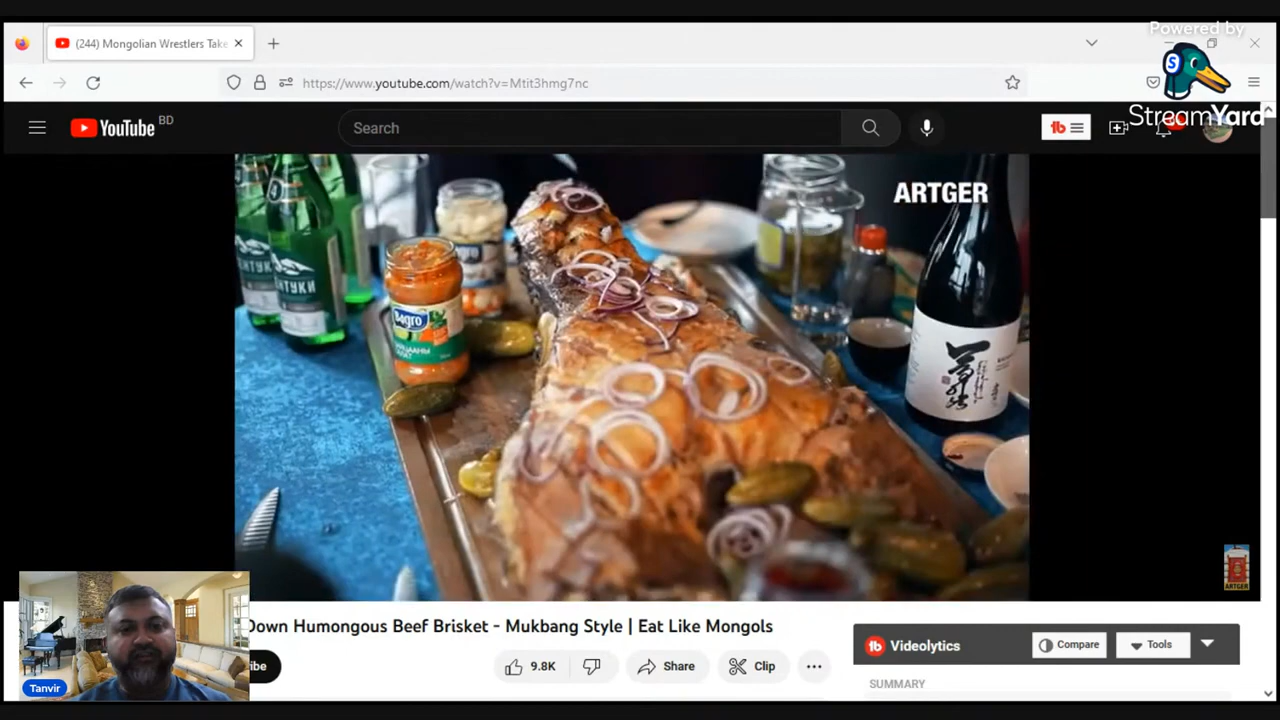 Powered by
StreamYard
(244) Mongolian Wrestlers Take
https://www.youtube.com/watch?v=Mtit3hmg7nc
YouTube BD
Search
ARTGER
ARTGER
Down Humongous Beef Brisket - Mukbang Style | Eat Like Mongols
9.8K
Share
Clip
Videolytics
Compare
Tools
SUMMARY
Tanvir